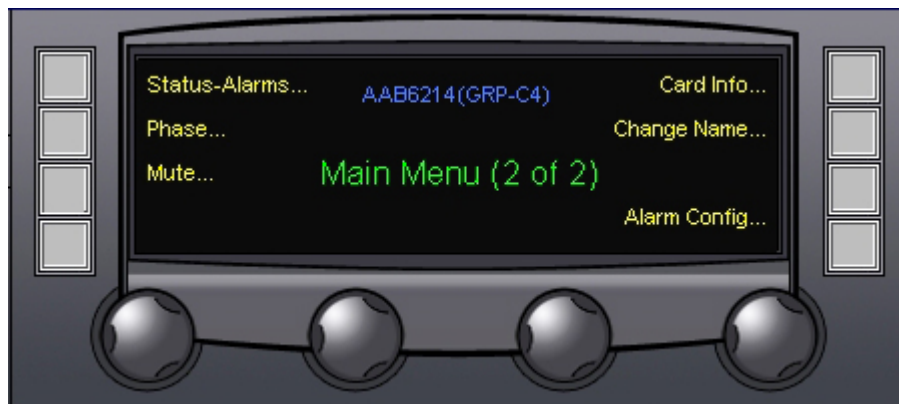 Status-Alarms...
AAB6214(GRP-C4)
Card Info...
Phase...
Change Name...
Mute...
Main Menu (2 of 2)
Alarm Config...